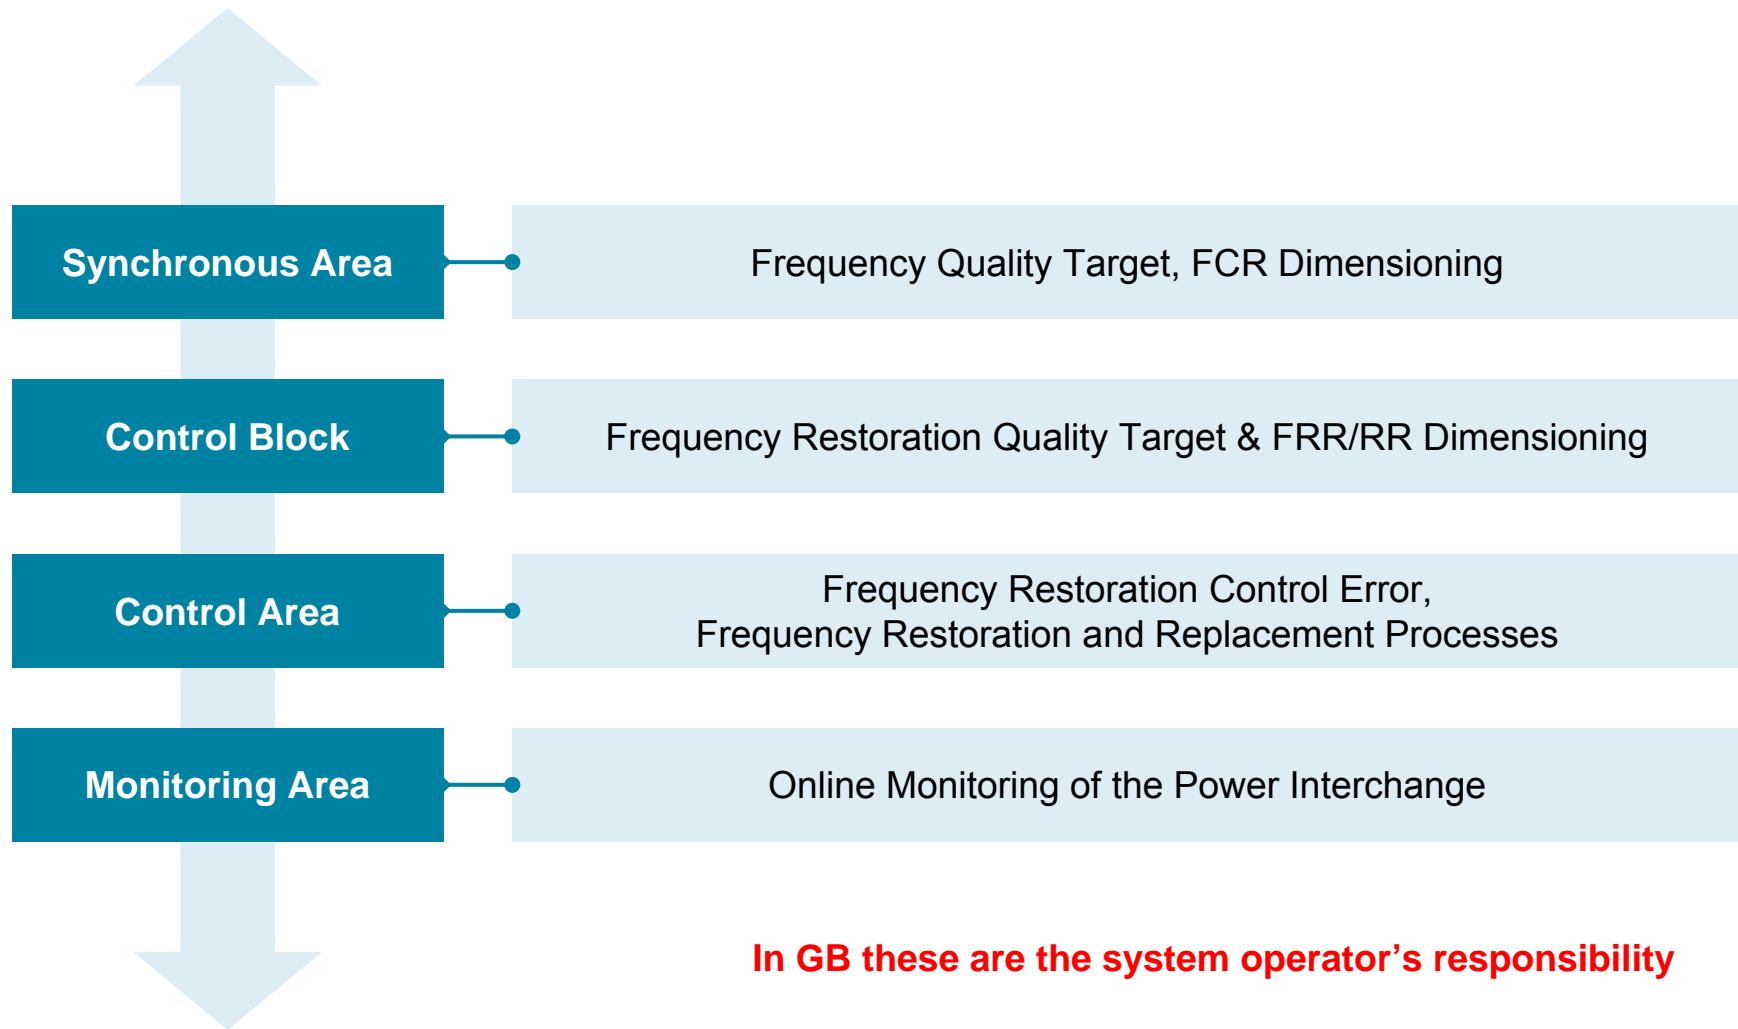 Synchronous Area
Frequency Quality Target, FCR Dimensioning
Control Block
Frequency Restoration Quality Target & FRR/RR Dimensioning
Control Area
Frequency Restoration Control Error,
Frequency Restoration and Replacement Processes
Monitoring Area
Online Monitoring of the Power Interchange
In GB these are the system operator’s responsibility